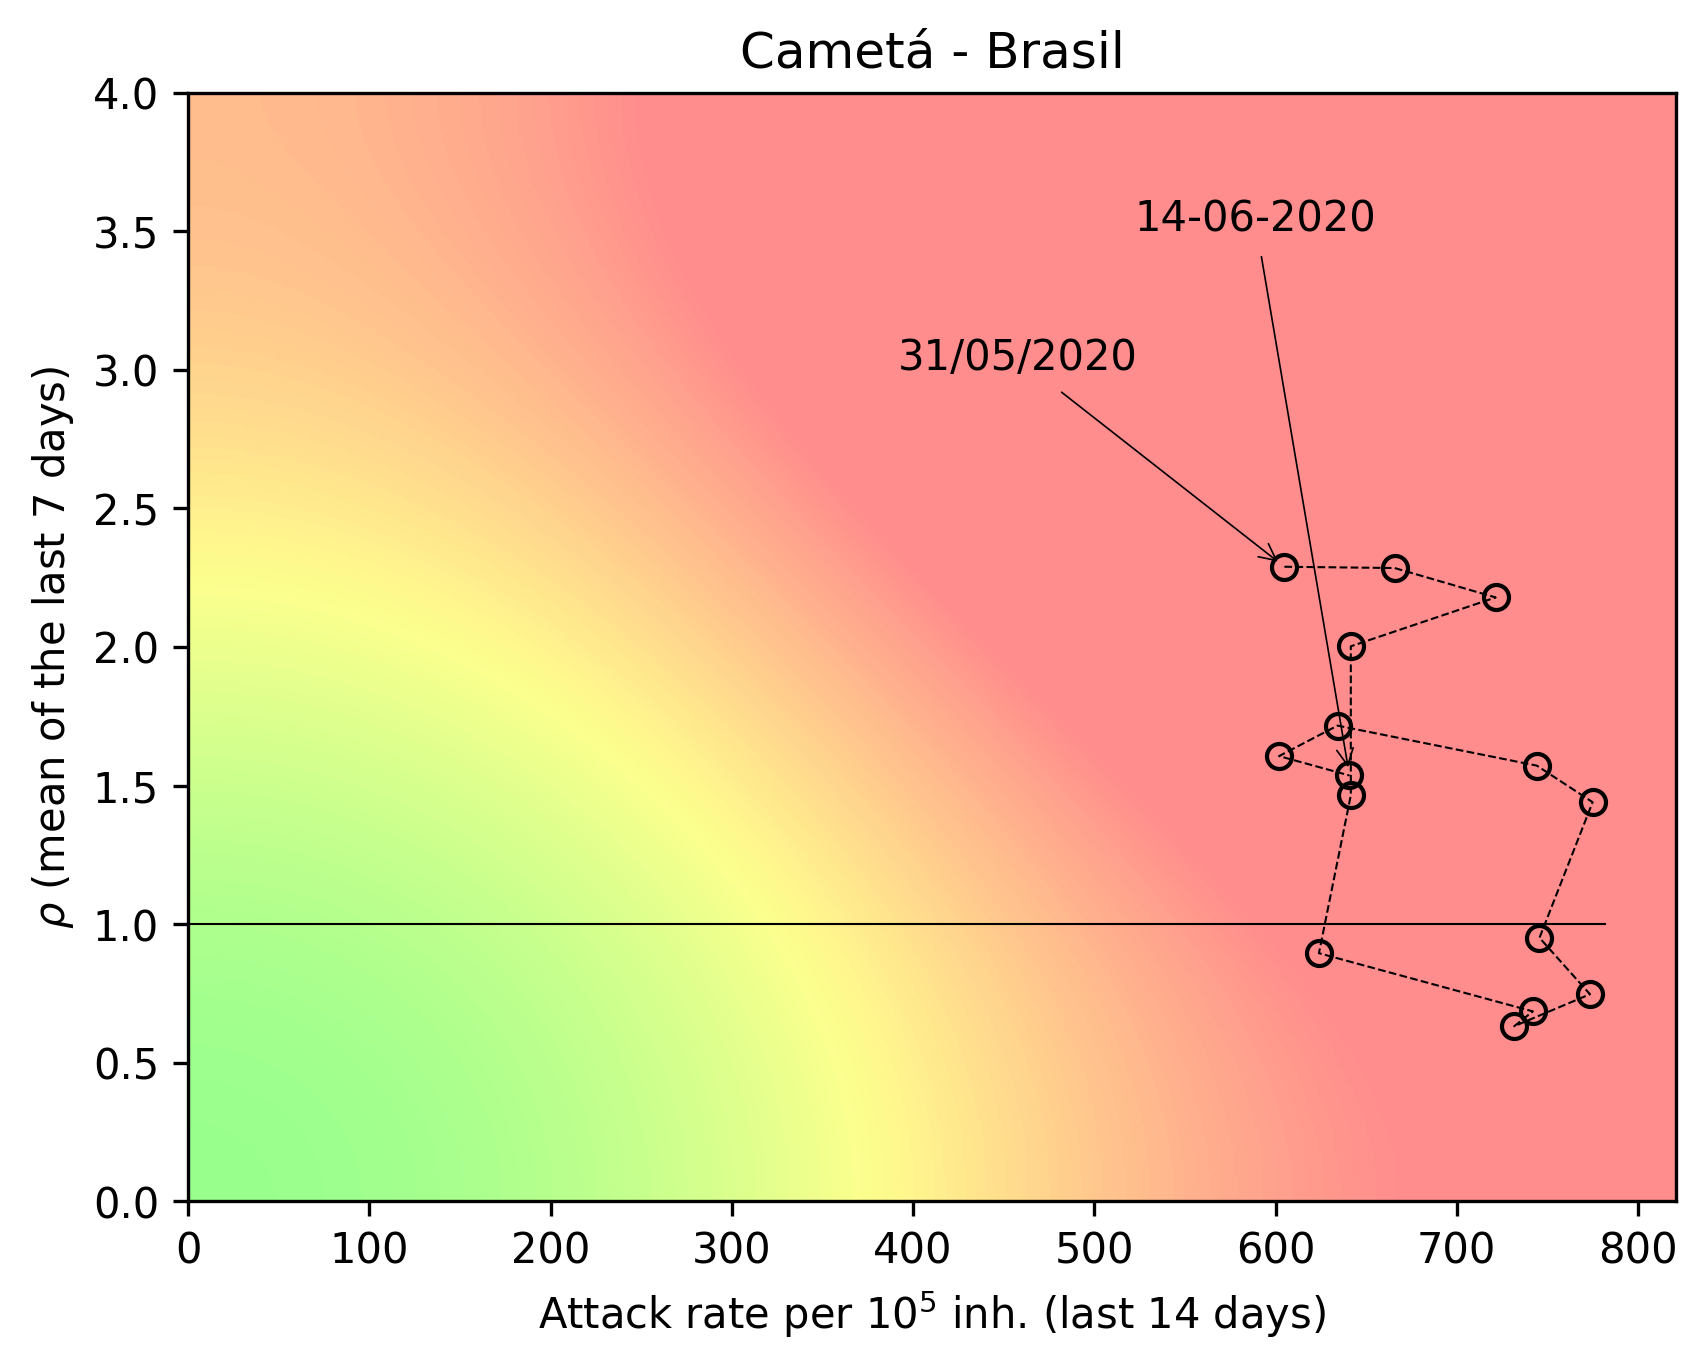 Cametá - Brasil
4.0
3.5
3.0
2.5
2.0
1.5
1.0
0.5
0.0
ρ (mean of the last 7 days)
14-06-2020
31/05/2020
0 100 200 300 400 500 600 700 800
Attack rate per 10⁵ inh. (last 14 days)